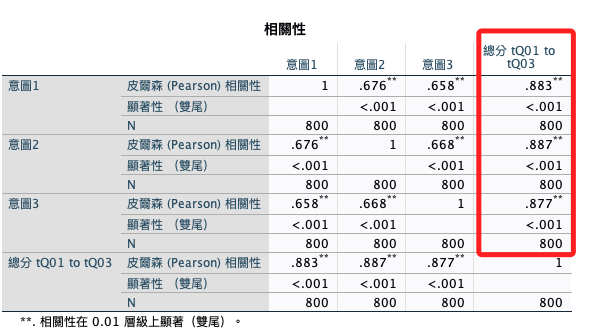 相關性
意圖1 意圖2 意圖3 總分 tQ01 to tQ03
意圖1 皮爾森 (Pearson) 相關性 1 .676** .658** .883**
顯著性 （雙尾） <.001 <.001 <.001
N 800 800 800 800
意圖2 皮爾森 (Pearson) 相關性 .676** 1 .668** .887**
顯著性 （雙尾） <.001 <.001 <.001
N 800 800 800 800
意圖3 皮爾森 (Pearson) 相關性 .658** .668** 1 .877**
顯著性 （雙尾） <.001 <.001 <.001
N 800 800 800 800
總分 tQ01 to tQ03 皮爾森 (Pearson) 相關性 .883** .887** .877** 1
顯著性 （雙尾） <.001 <.001 <.001
N 800 800 800 800
**. 相關性在 0.01 層級上顯著（雙尾）。